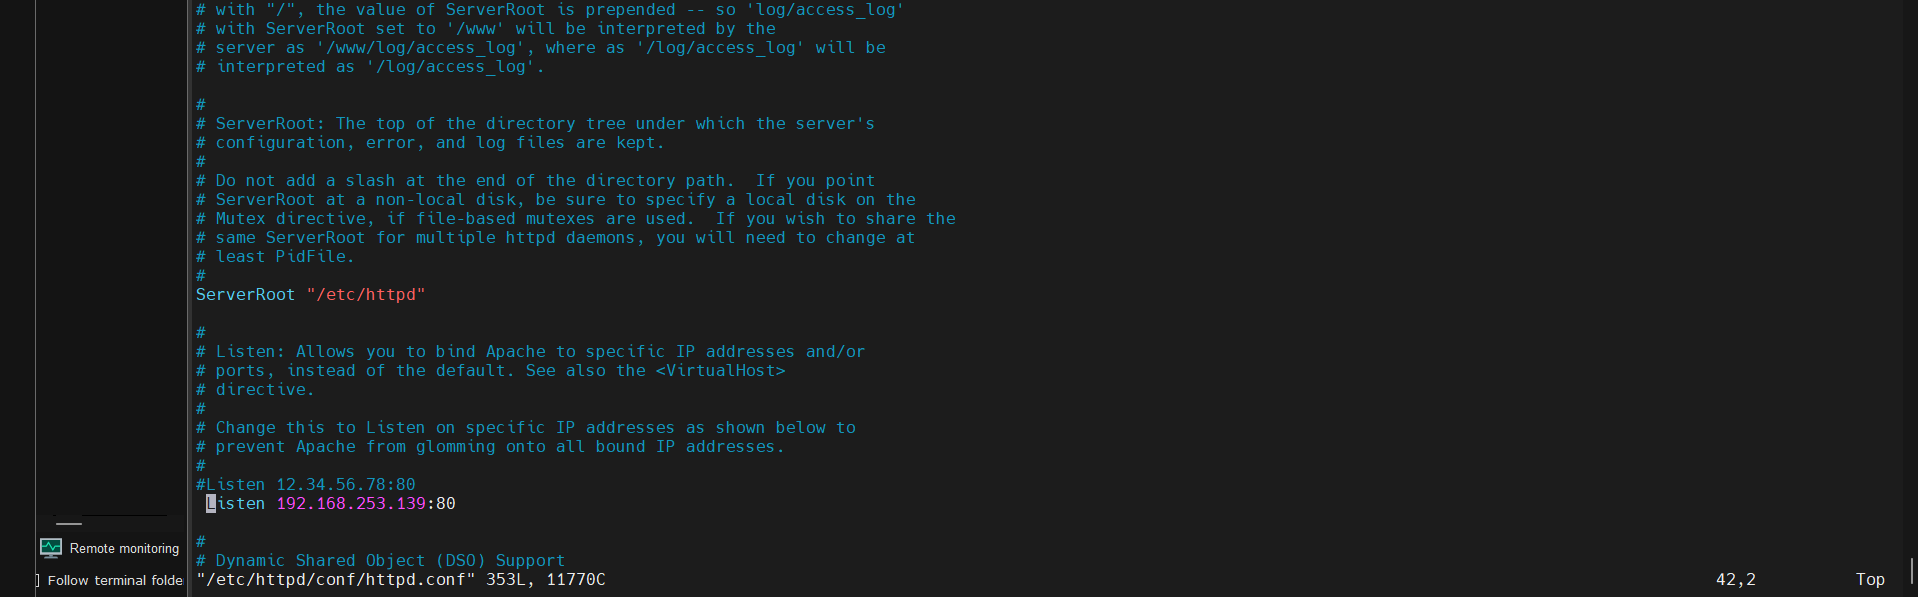 # with "/", the value of ServerRoot is prepended -- so 'log/access_log'
# with ServerRoot set to '/www' will be interpreted by the
# server as '/www/log/access_log', where as '/log/access_log' will be
# interpreted as '/log/access_log'.
#
# ServerRoot: The top of the directory tree under which the server's
# configuration, error, and log files are kept.
#
# Do not add a slash at the end of the directory path.  If you point
# ServerRoot at a non-local disk, be sure to specify a local disk on the
# Mutex directive, if file-based mutexes are used.  If you wish to share the
# same ServerRoot for multiple httpd daemons, you will need to change at
# least PidFile.
#
ServerRoot "/etc/httpd"
#
# Listen: Allows you to bind Apache to specific IP addresses and/or
# ports, instead of the default. See also the <VirtualHost>
# directive.
#
# Change this to Listen on specific IP addresses as shown below to
# prevent Apache from glomming onto all bound IP addresses.
#
#Listen 12.34.56.78:80
 Listen 192.168.253.139:80
#
# Dynamic Shared Object (DSO) Support
"/etc/httpd/conf/httpd.conf" 353L, 11770C 42,2 Top
Remote monitoring
Follow terminal folde